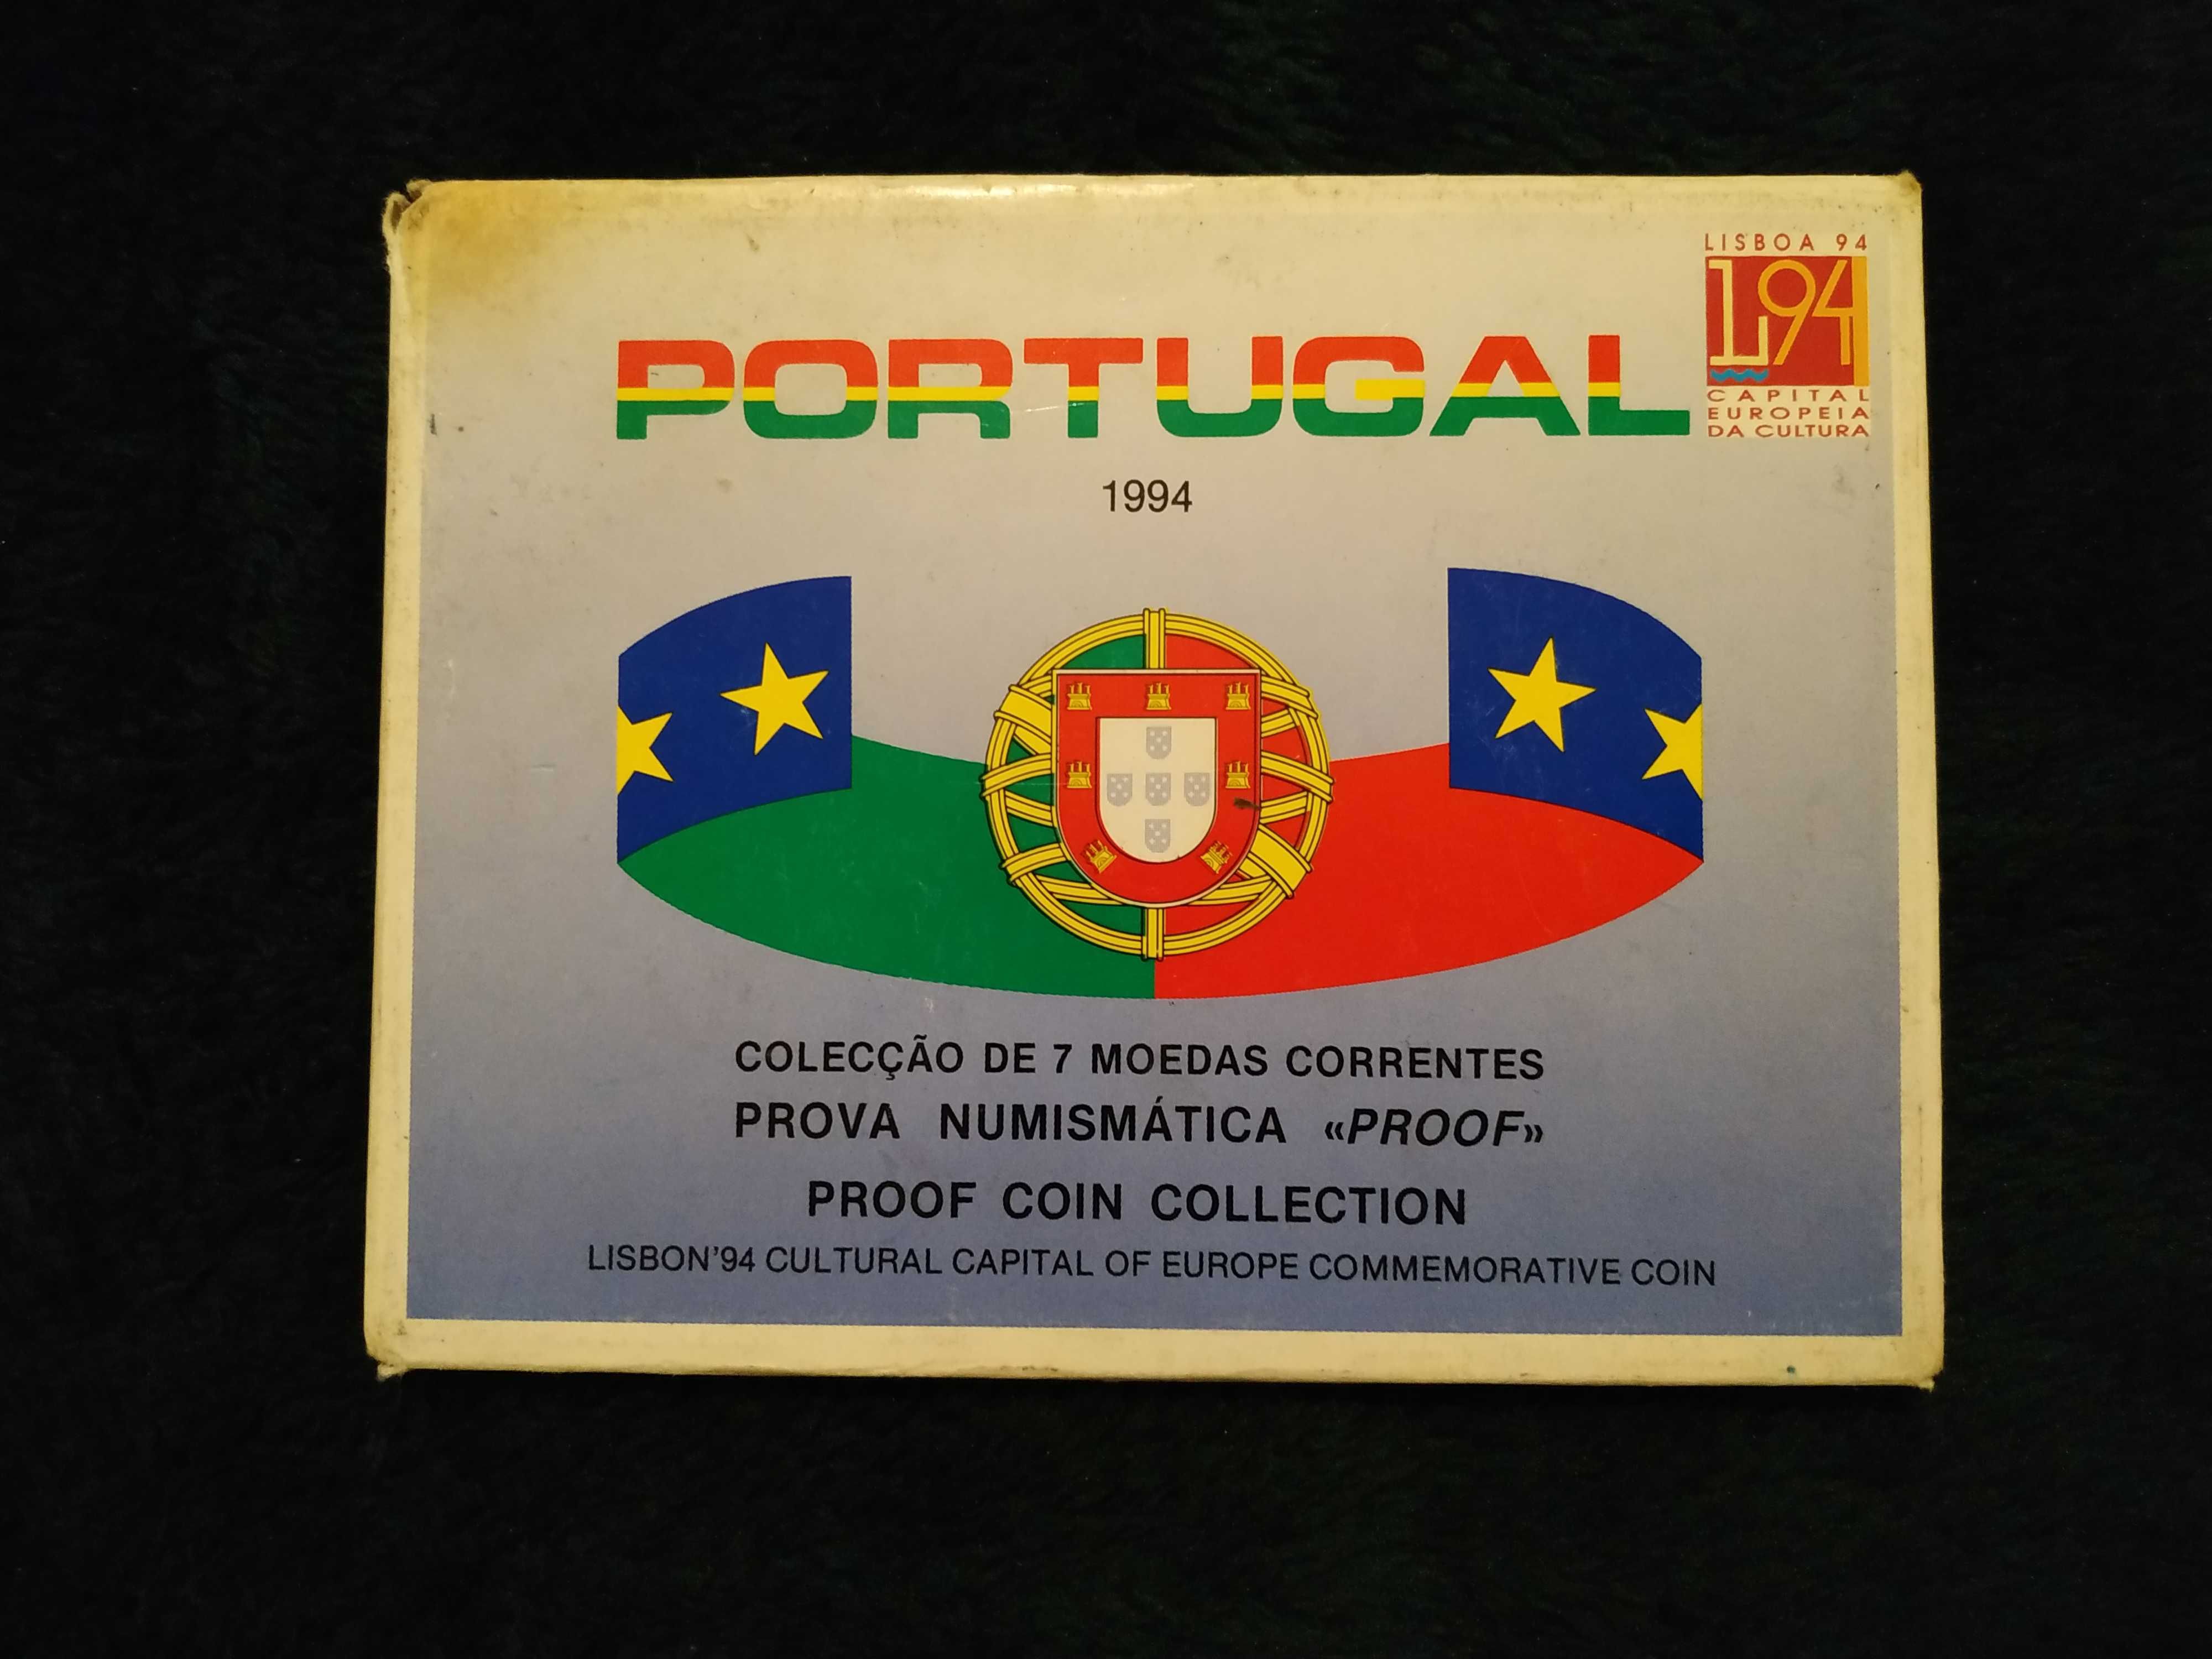 LISBOA 94
L94
PORTUGAL
CAPITAL
EUROPEIA
DA CULTURA
1994
COLECÇÃO DE 7 MOEDAS CORRENTES
PROVA NUMISMÁTICA «PROOF»
PROOF COIN COLLECTION
LISBON'94 CULTURAL CAPITAL OF EUROPE COMMEMORATIVE COIN